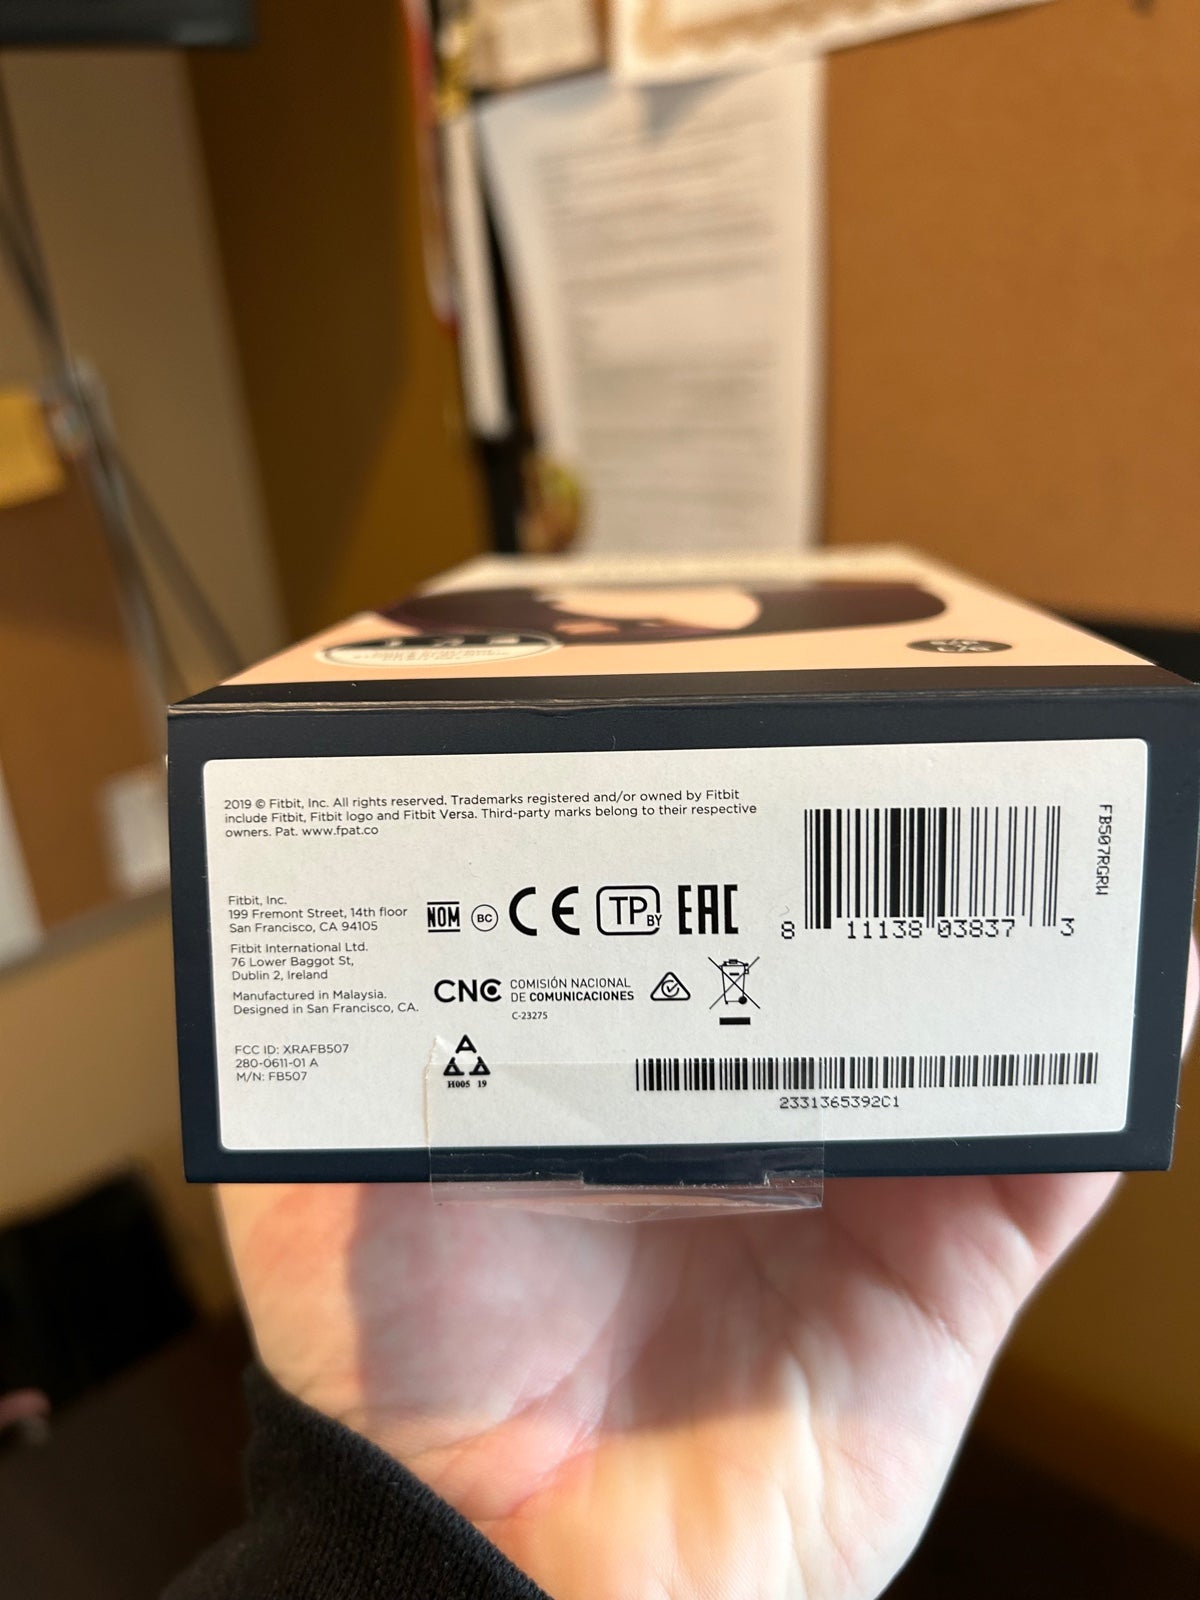 S/P
L/G
2019 © Fitbit, Inc. All rights reserved. Trademarks registered and/or owned by Fitbit
include Fitbit, Fitbit logo and Fitbit Versa. Third-party marks belong to their respective
owners. Pat. www.fpat.co
Fitbit, Inc.
199 Fremont Street, 14th floor
San Francisco, CA 94105
Fitbit International Ltd.
76 Lower Baggot St,
Dublin 2, Ireland
Manufactured in Malaysia.
Designed in San Francisco, CA.
FCC ID: XRAFB507
280-0611-01 A
M/N: FB507
NOM BC CE TP BY EAC
CNC COMISIÓN NACIONAL
DE COMUNICACIONES
C-23275
H005 19
8 11138 03837 3
FB507RGRW
2331365392C1